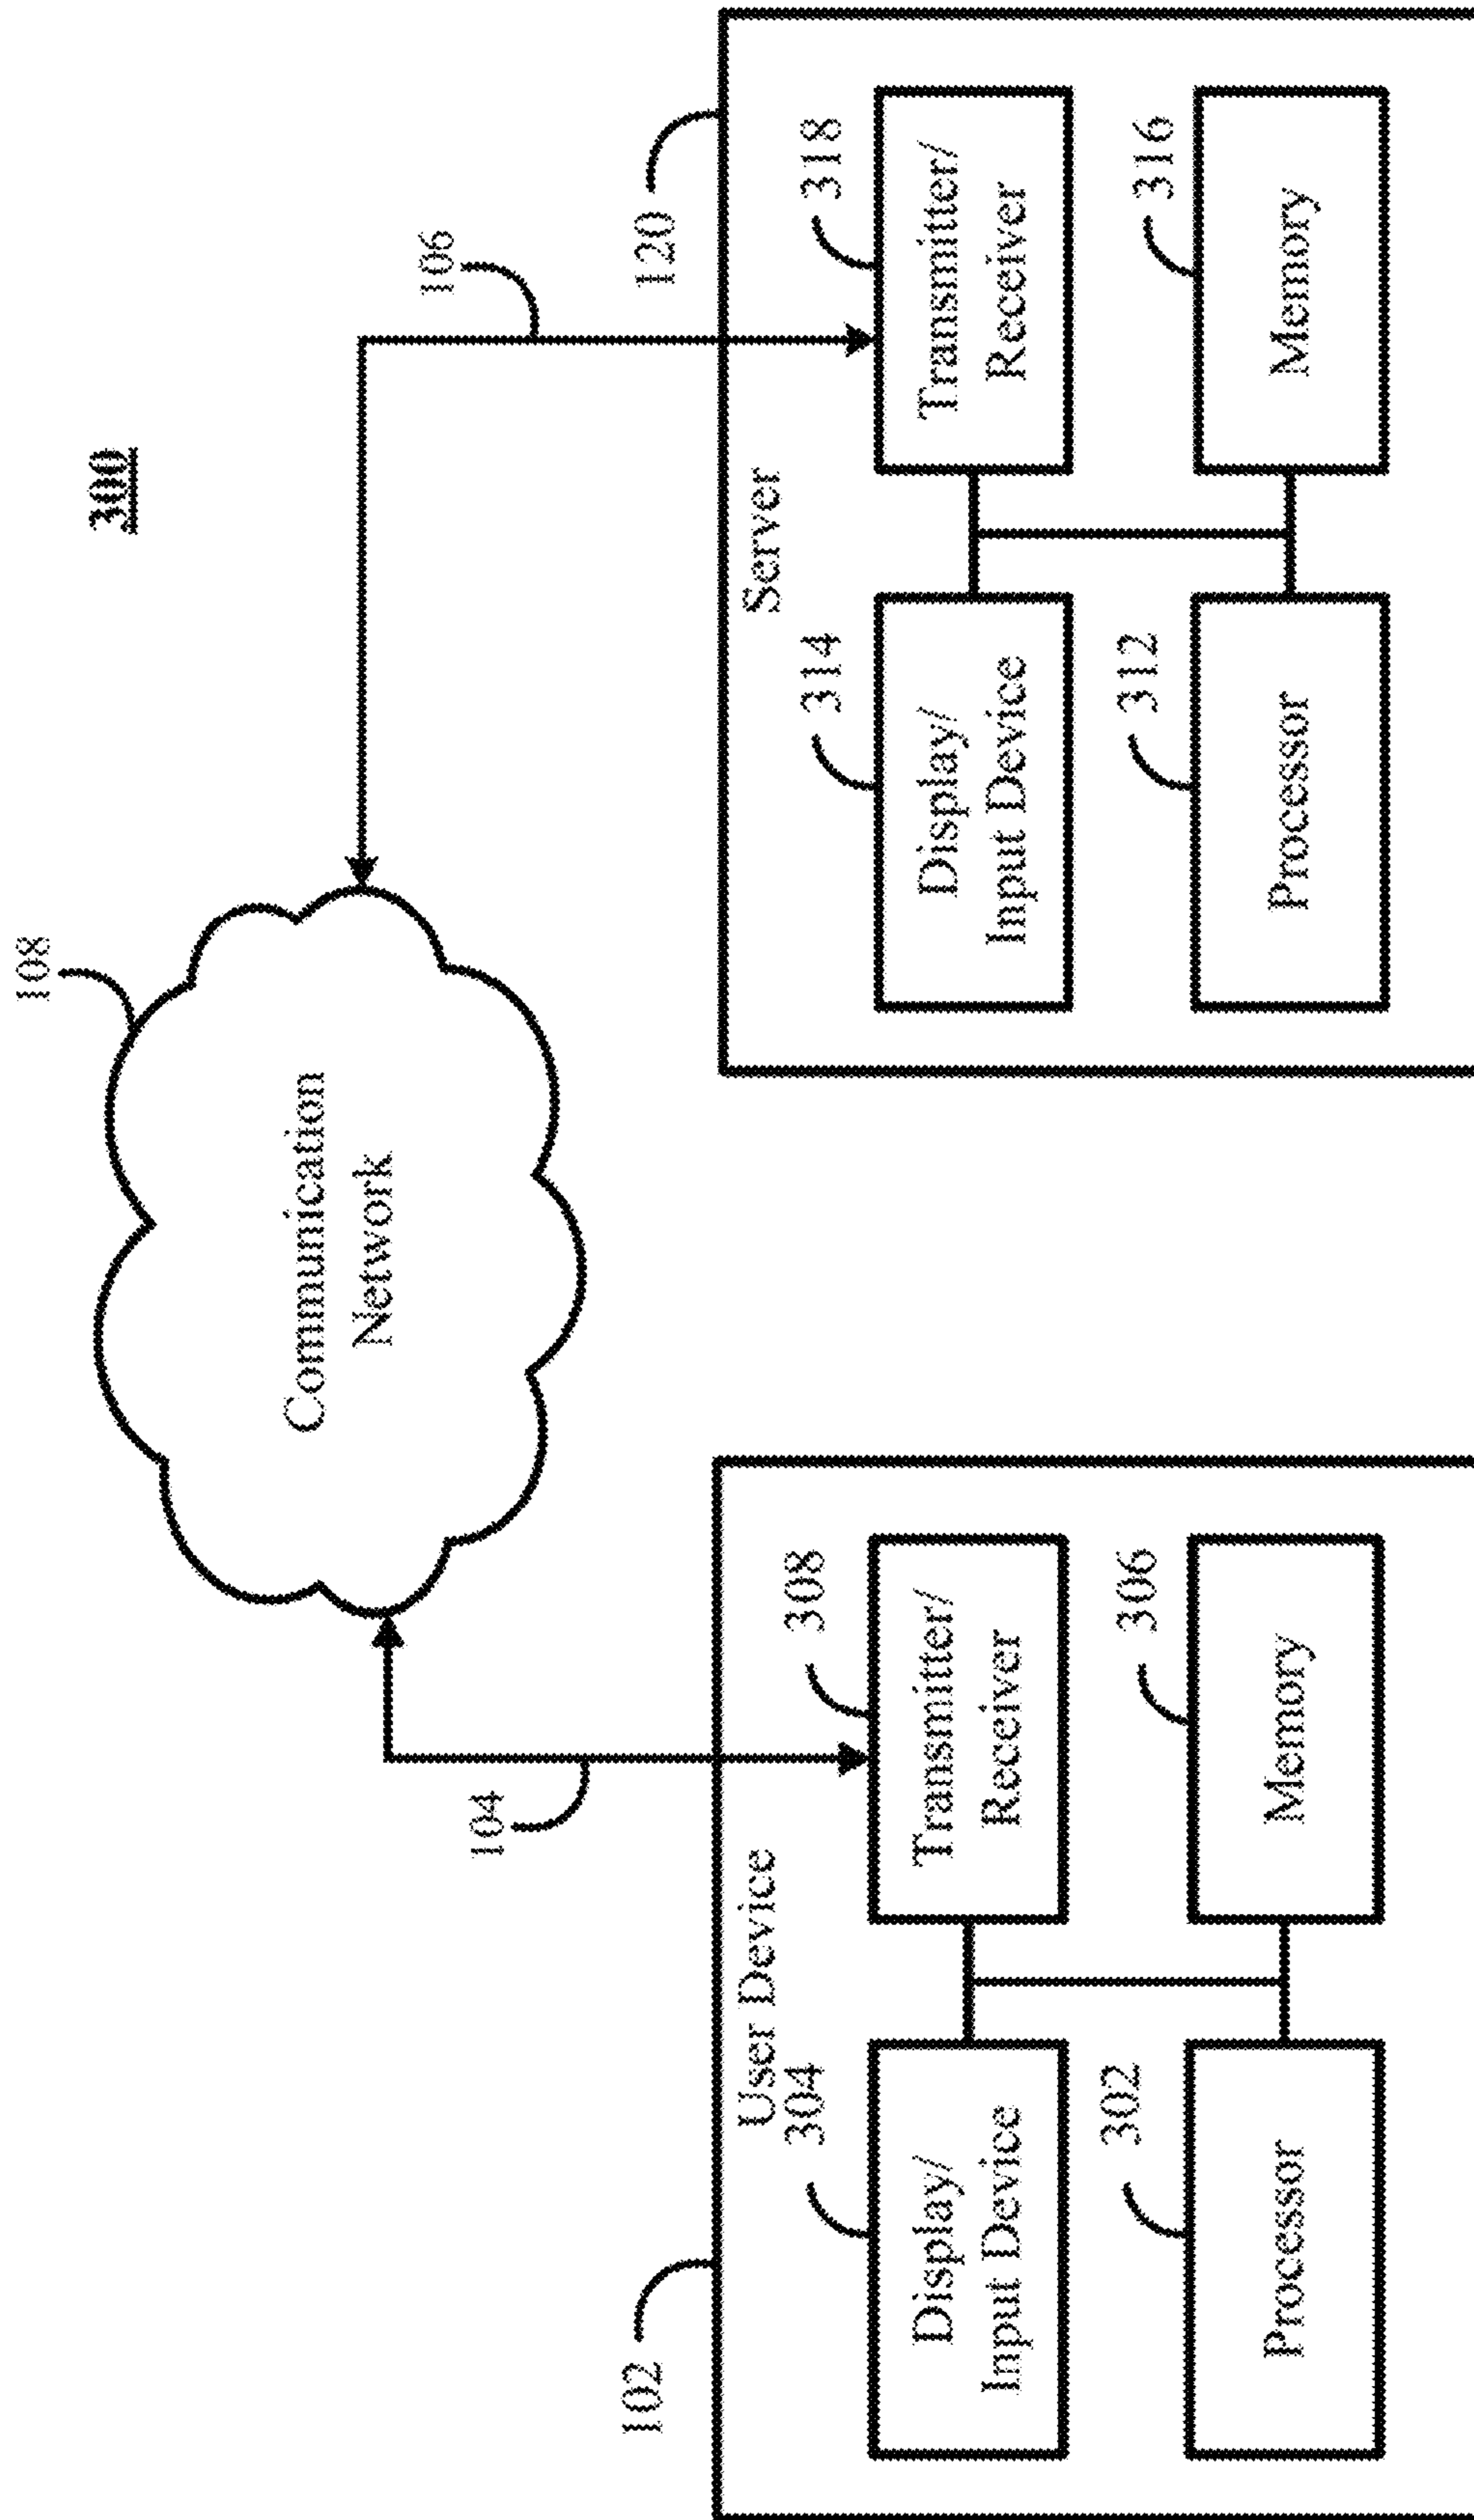 300
108
Communication
Network
104
106
102
User Device
304
Display/
Input Device
308
Transmitter/
Receiver
302
Processor
306
Memory
120
Server
314
Display/
Input Device
318
Transmitter/
Receiver
312
Processor
316
Memory